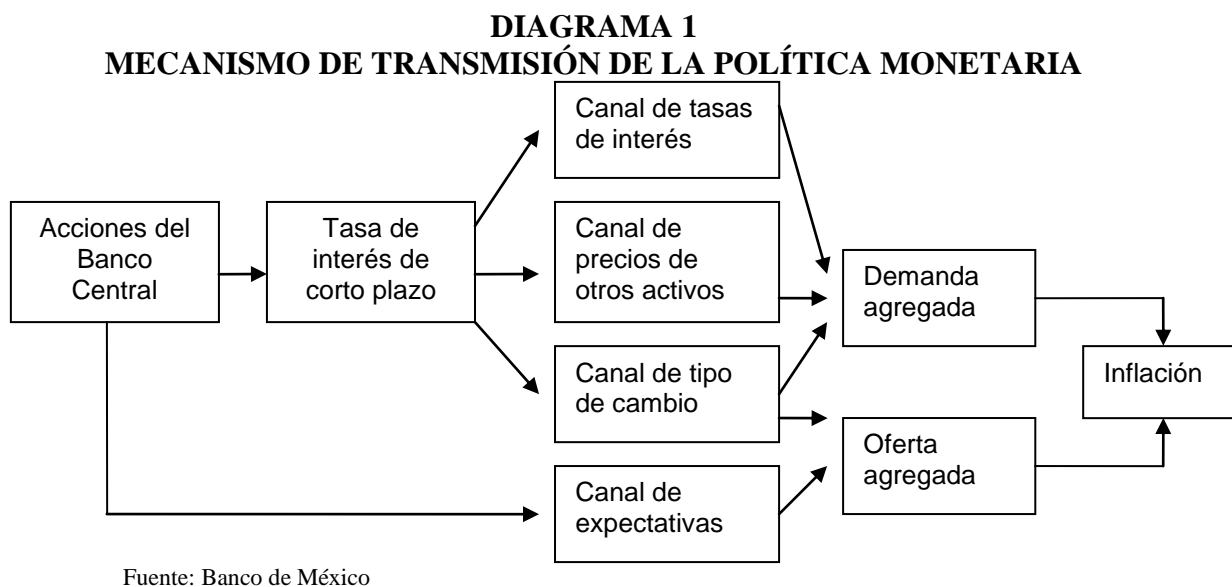 DIAGRAMA 1
MECANISMO DE TRANSMISIÓN DE LA POLÍTICA MONETARIA
Acciones del
Banco
Central
Tasa de
interés de
corto plazo
Canal de tasas
de interés
Canal de
precios de
otros activos
Canal de tipo
de cambio
Canal de
expectativas
Demanda
agregada
Oferta
agregada
Inflación
Fuente: Banco de México